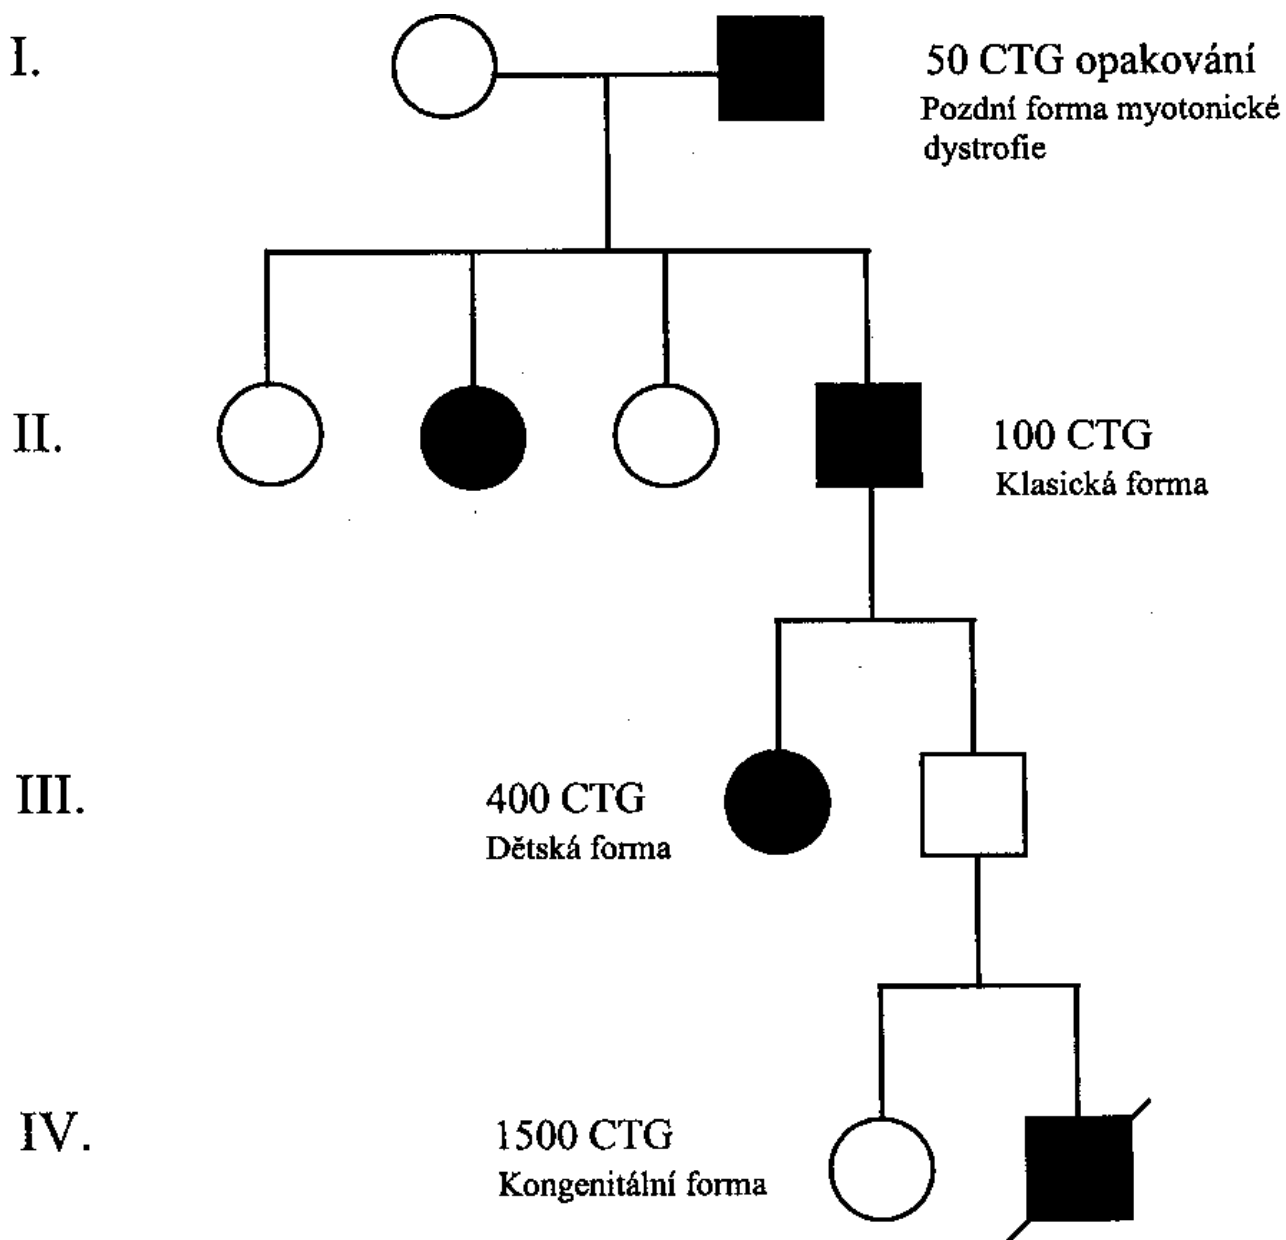 I.
50 CTG opakování
Pozdní forma myotonické
dystrofie
II.
100 CTG
Klasická forma
III.
400 CTG
Dětská forma
IV.
1500 CTG
Kongenitální forma